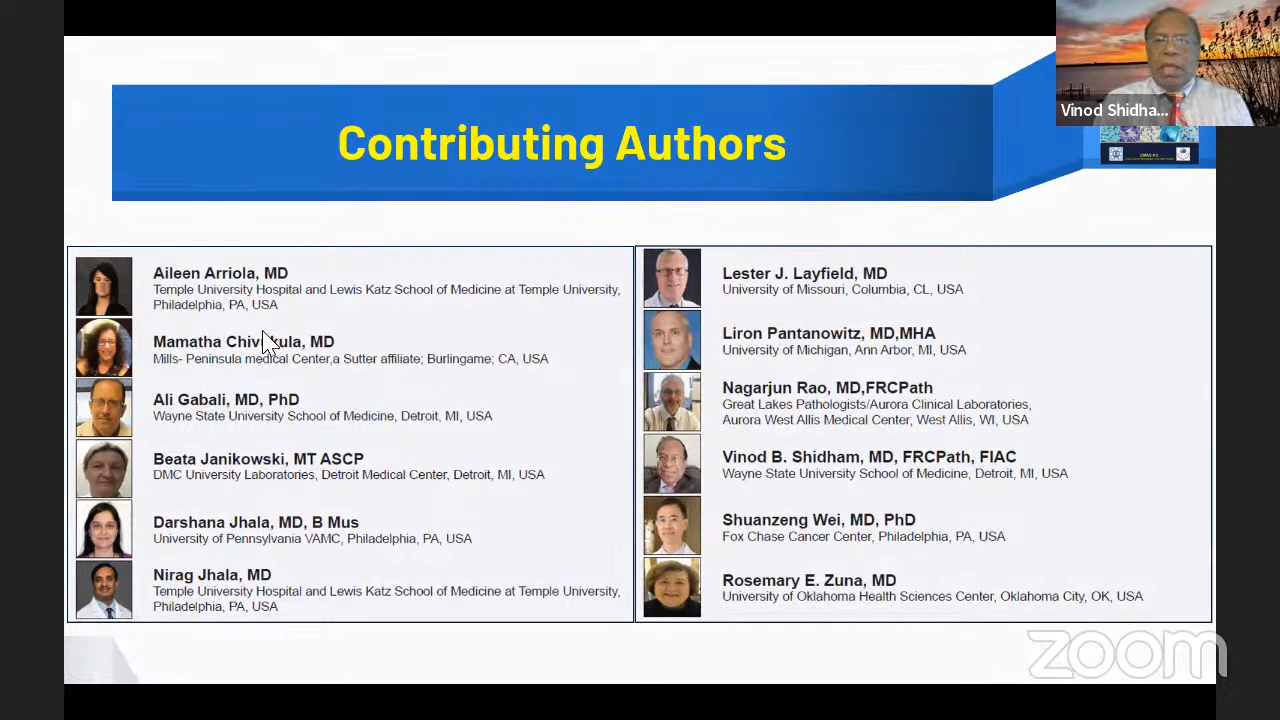 Vinod Shidha...
Contributing Authors
CMAS # 2
Aileen Arriola, MD
Temple University Hospital and Lewis Katz School of Medicine at Temple University,
Philadelphia, PA, USA
Mamatha Chiv kula, MD
Mills- Peninsula medical Center,a Sutter affiliate; Burlingame; CA, USA
Ali Gabali, MD, PhD
Wayne State University School of Medicine, Detroit, MI, USA
Beata Janikowski, MT ASCP
DMC University Laboratories, Detroit Medical Center, Detroit, MI, USA
Darshana Jhala, MD, B Mus
University of Pennsylvania VAMC, Philadelphia, PA, USA
Nirag Jhala, MD
Temple University Hospital and Lewis Katz School of Medicine at Temple University,
Philadelphia, PA, USA
Lester J. Layfield, MD
University of Missouri, Columbia, CL, USA
Liron Pantanowitz, MD,MHA
University of Michigan, Ann Arbor, MI, USA
Nagarjun Rao, MD,FRCPath
Great Lakes Pathologists/Aurora Clinical Laboratories,
Aurora West Allis Medical Center, West Allis, WI, USA
Vinod B. Shidham, MD, FRCPath, FIAC
Wayne State University School of Medicine, Detroit, MI, USA
Shuanzeng Wei, MD, PhD
Fox Chase Cancer Center, Philadelphia, PA, USA
Rosemary E. Zuna, MD
University of Oklahoma Health Sciences Center, Oklahoma City, OK, USA
zoom